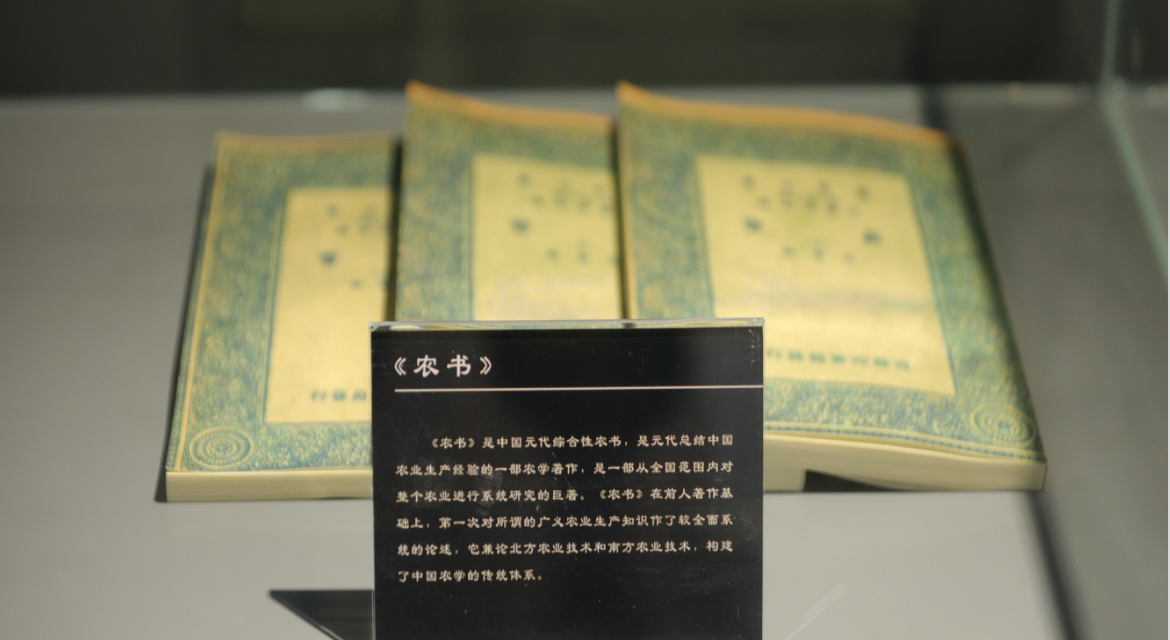 《农书》
《农书》是中国元代综合性农书，是元代总结中国
农业生产经验的一部农学著作，是一部从全国范围内对
整个农业进行系统研究的巨著。《农书》在前人著作基
础上，第一次对所谓的广义农业生产知识作了较全面系
统的论述，它兼论北方农业技术和南方农业技术，构建
了中国农学的传统体系。